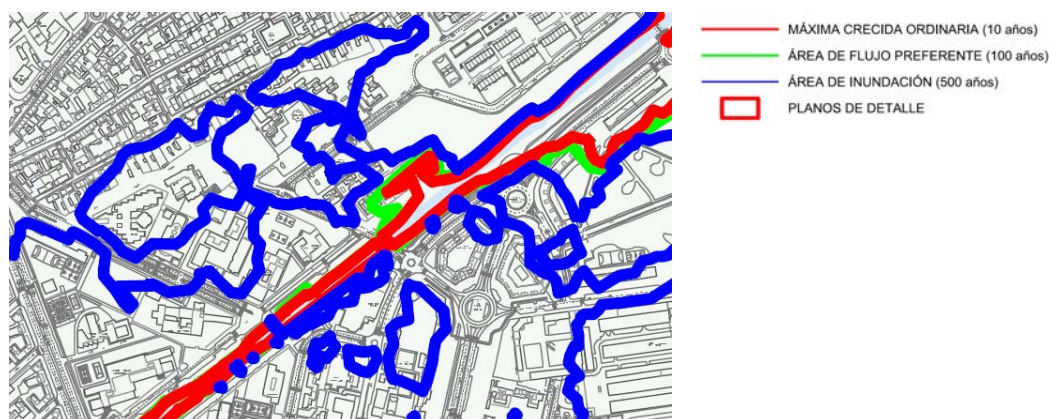 MÁXIMA CRECIDA ORDINARIA (10 años)
ÁREA DE FLUJO PREFERENTE (100 años)
ÁREA DE INUNDACIÓN (500 años)
PLANOS DE DETALLE